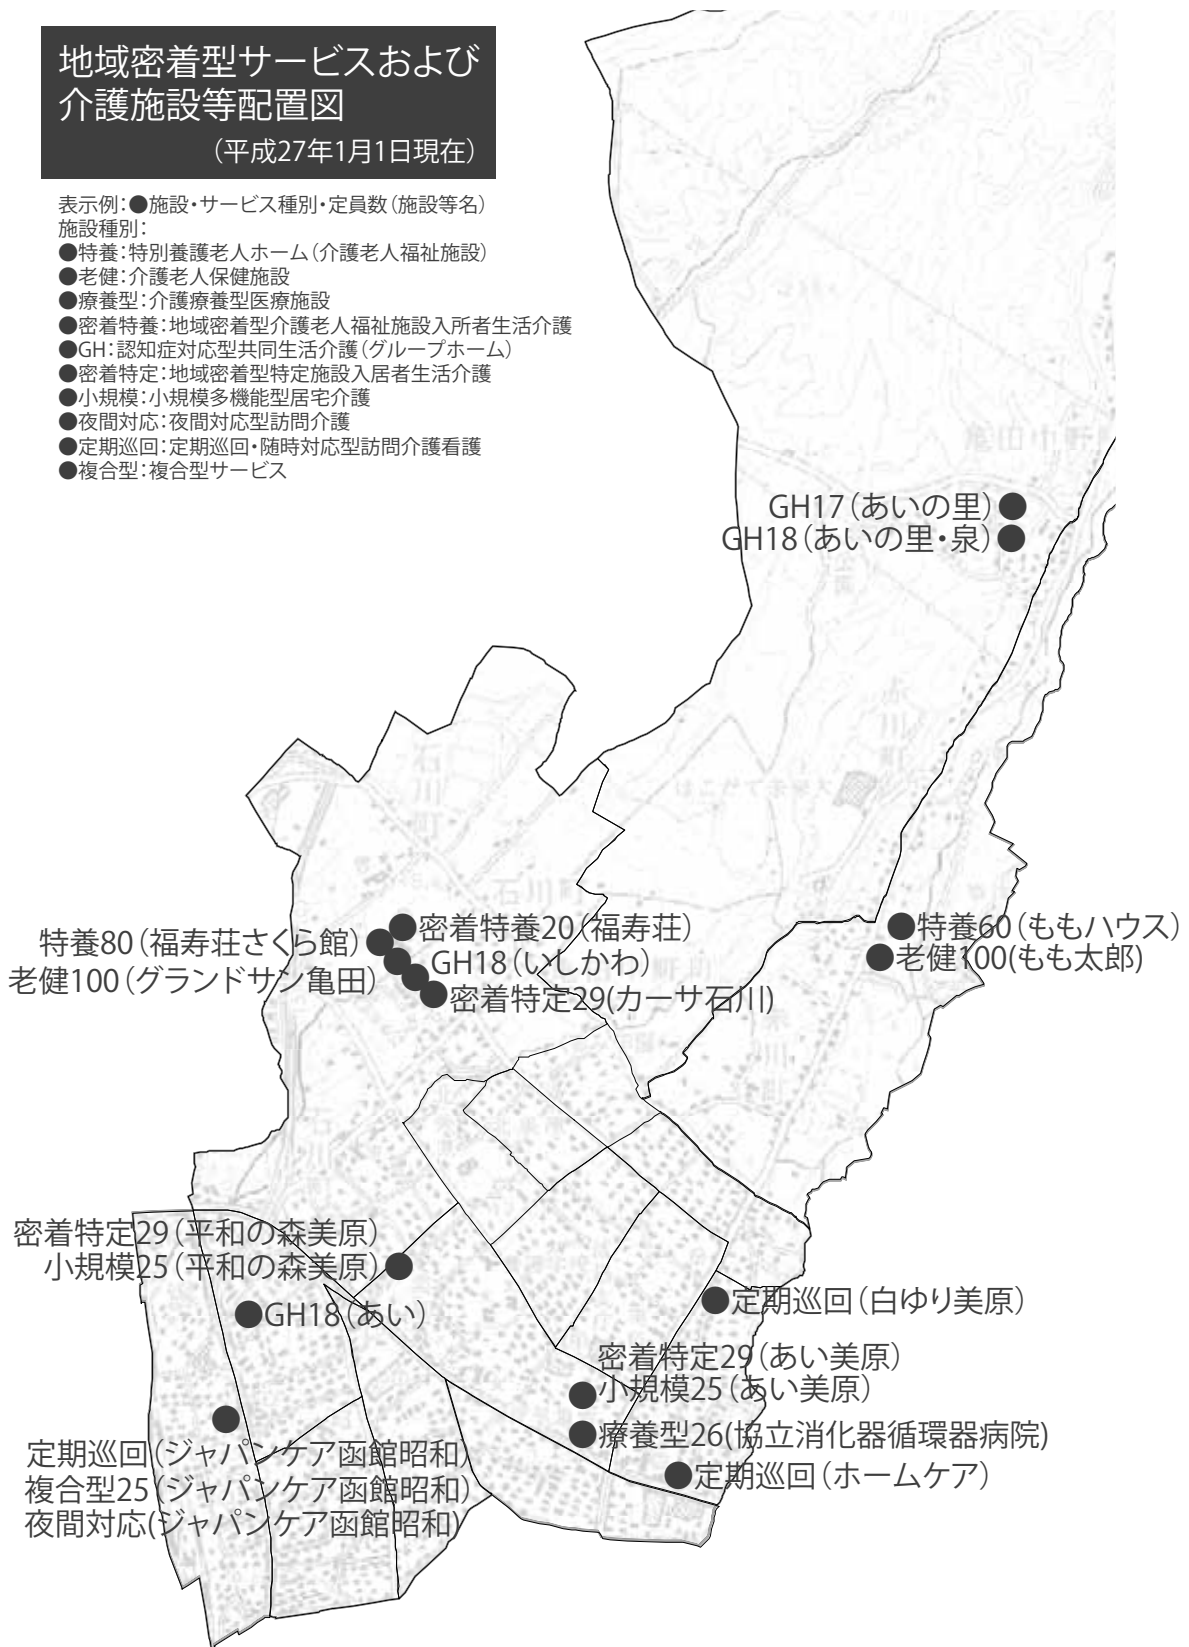 地域密着型サービスおよび
介護施設等配置図
（平成27年1月1日現在）
表示例：●施設・サービス種別・定員数（施設等名）
施設種別：
●特養：特別養護老人ホーム（介護老人福祉施設）
●老健：介護老人保健施設
●療養型：介護療養型医療施設
●密着特養：地域密着型介護老人福祉施設入所者生活介護
●GH：認知症対応型共同生活介護（グループホーム）
●密着特定：地域密着型特定施設入居者生活介護
●小規模：小規模多機能型居宅介護
●夜間対応：夜間対応型訪問介護
●定期巡回：定期巡回・随時対応型訪問介護看護
●複合型：複合型サービス
GH17（あいの里）
GH18（あいの里・泉）
赤川町
石川町
石川町
密着特養20（福寿荘）
特養80（福寿荘さくら館）
GH18（いしかわ）
老健100（グランドサン亀田）
密着特定29(カーサ石川)
特養60（ももハウス）
老健100(もも太郎)
密着特定29（平和の森美原）
小規模25（平和の森美原）
GH18（あい）
定期巡回（白ゆり美原）
密着特定29（あい美原）
小規模25（あい美原）
療養型26(協立消化器循環器病院)
定期巡回（ホームケア）
定期巡回（ジャパンケア函館昭和）
複合型25（ジャパンケア函館昭和）
夜間対応(ジャパンケア函館昭和)